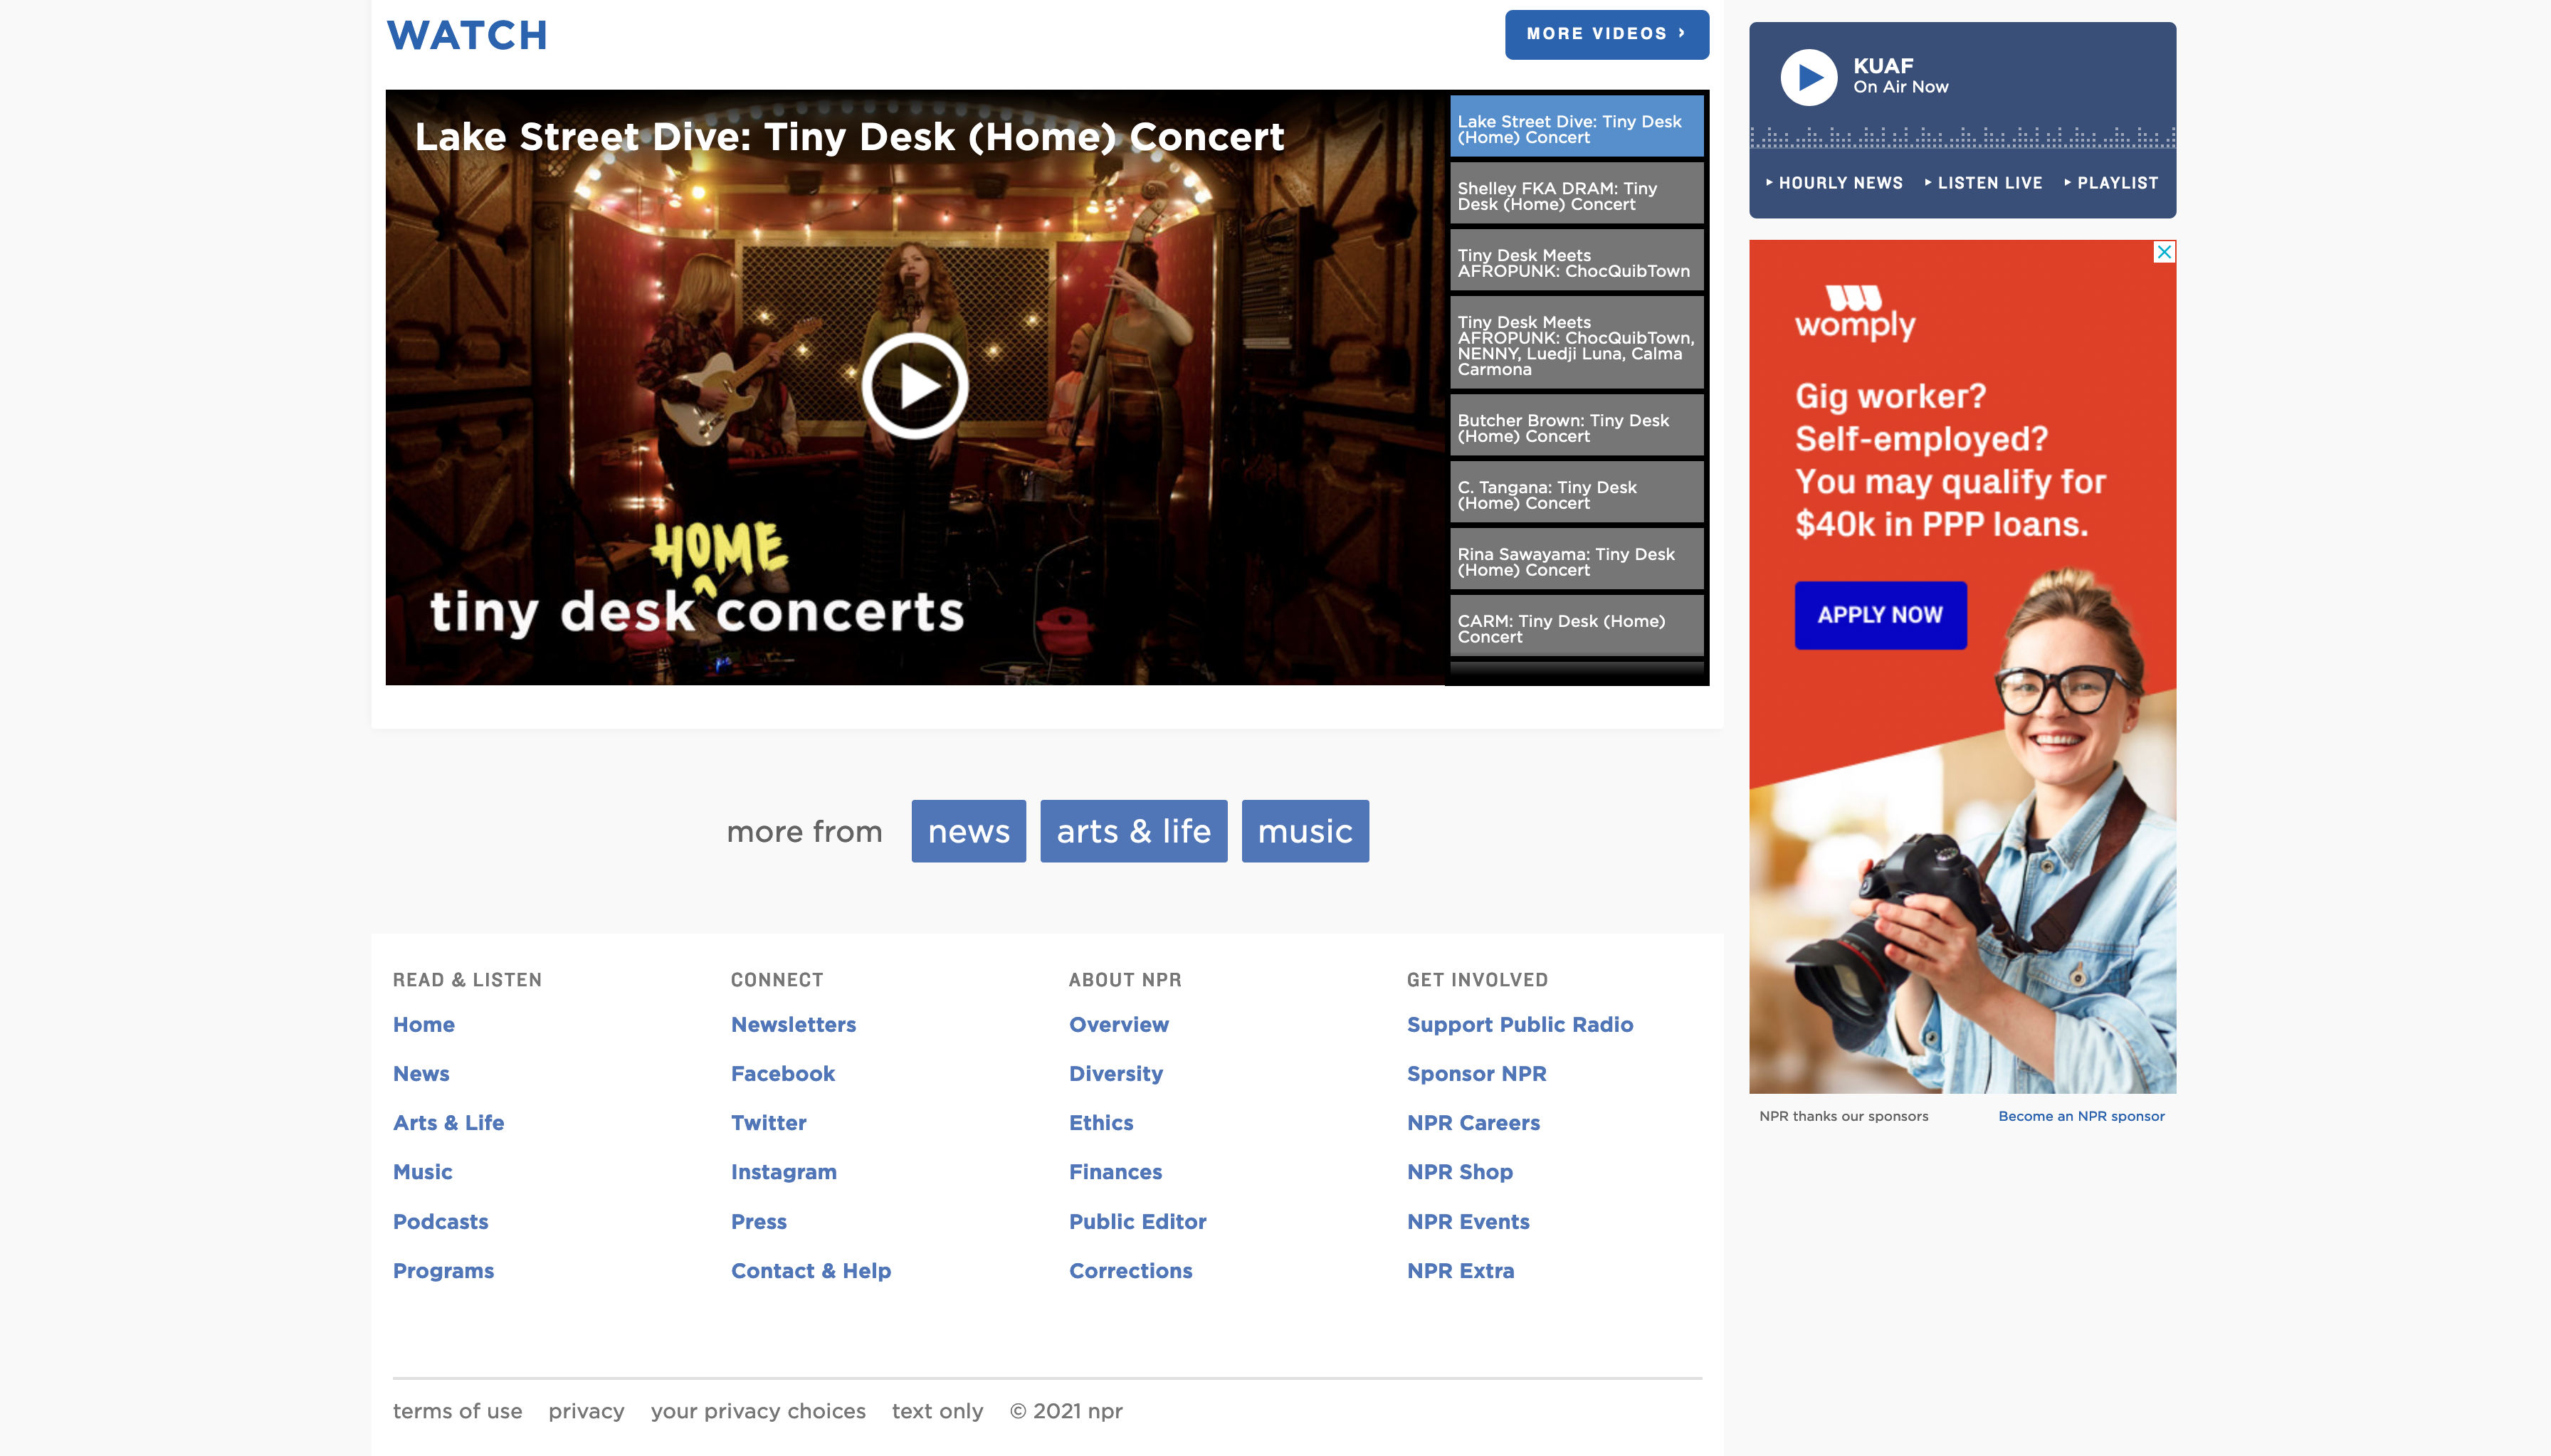 WATCH
MORE VIDEOS ›
Lake Street Dive: Tiny Desk (Home) Concert
HOME
tiny desk concerts
Lake Street Dive: Tiny Desk
(Home) Concert
Shelley FKA DRAM: Tiny
Desk (Home) Concert
Tiny Desk Meets
AFROPUNK: ChocQuibTown
Tiny Desk Meets
AFROPUNK: ChocQuibTown,
NENNY, Luedji Luna, Calma
Carmona
Butcher Brown: Tiny Desk
(Home) Concert
C. Tangana: Tiny Desk
(Home) Concert
Rina Sawayama: Tiny Desk
(Home) Concert
CARM: Tiny Desk (Home)
Concert
KUAF
On Air Now
HOURLY NEWS LISTEN LIVE PLAYLIST
womply
Gig worker?
Self-employed?
You may qualify for
$40k in PPP loans.
APPLY NOW
NPR thanks our sponsors Become an NPR sponsor
more from news arts & life music
READ & LISTEN
Home
News
Arts & Life
Music
Podcasts
Programs
CONNECT
Newsletters
Facebook
Twitter
Instagram
Press
Contact & Help
ABOUT NPR
Overview
Diversity
Ethics
Finances
Public Editor
Corrections
GET INVOLVED
Support Public Radio
Sponsor NPR
NPR Careers
NPR Shop
NPR Events
NPR Extra
terms of use privacy your privacy choices text only © 2021 npr